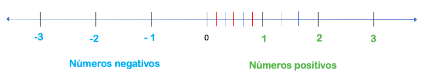 -3 -2 - 1 0 1 2 3
Números negativos Números positivos